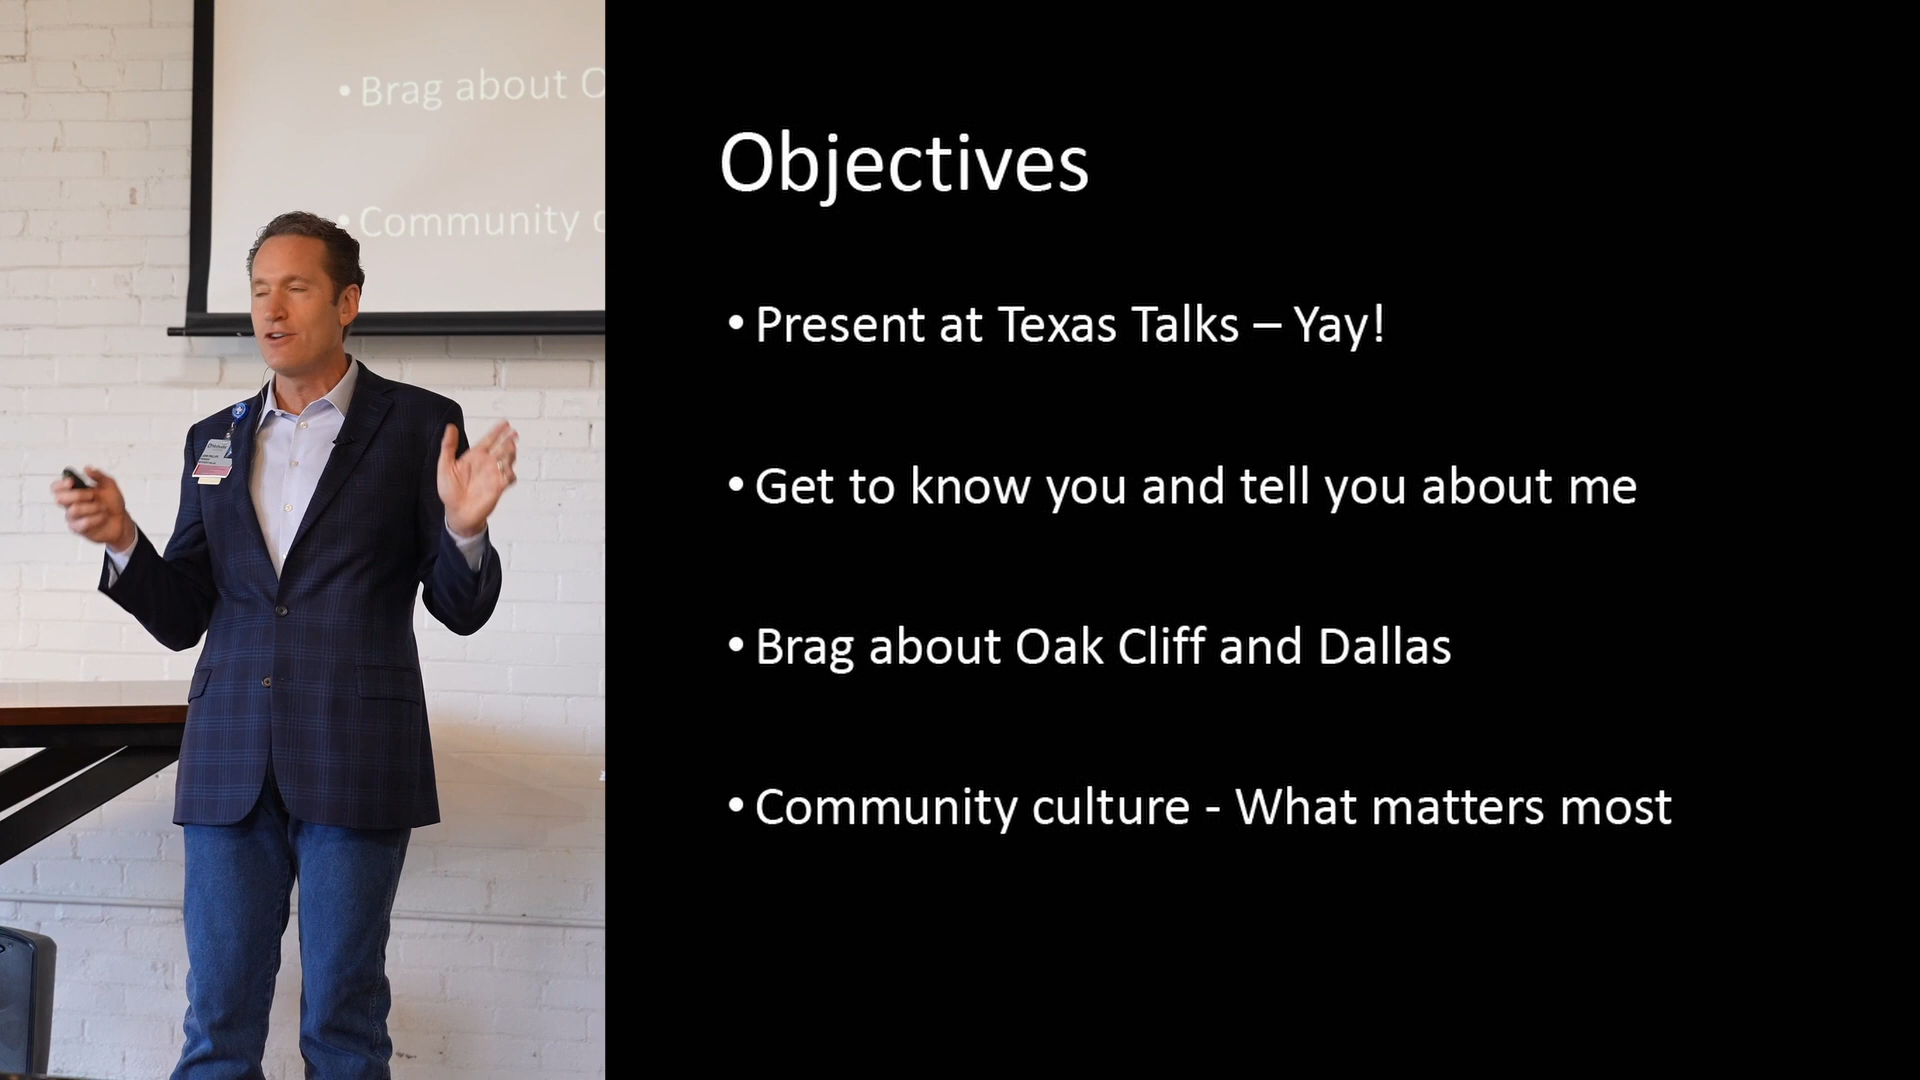 • Brag about O
• Community c
Objectives
• Present at Texas Talks – Yay!
• Get to know you and tell you about me
• Brag about Oak Cliff and Dallas
• Community culture - What matters most